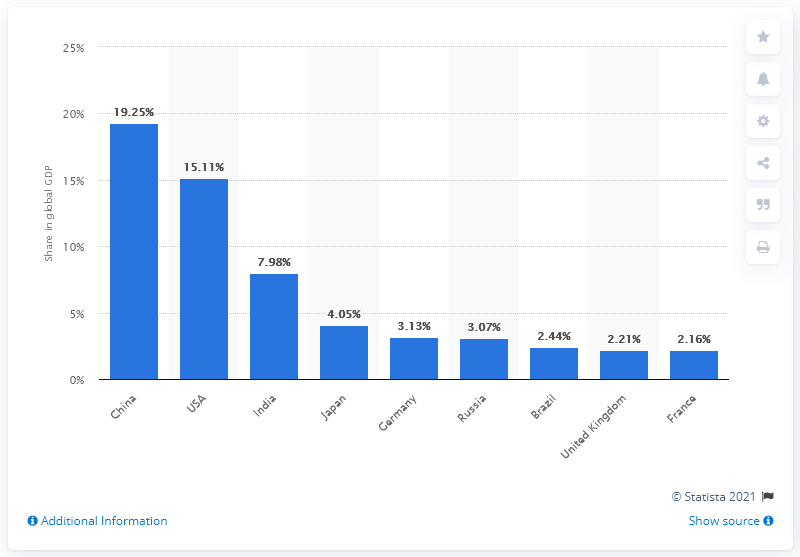 25%
20%
15%
10%
5%
0%
Share in global GDP
19.25%
15.11%
7.98%
4.05%
3.13%
3.07%
2.44%
2.21%
2.16%
China
USA
India
Japan
Germany
Russia
Brazil
United Kingdom
France
© Statista 2021
Additional Information
Show source